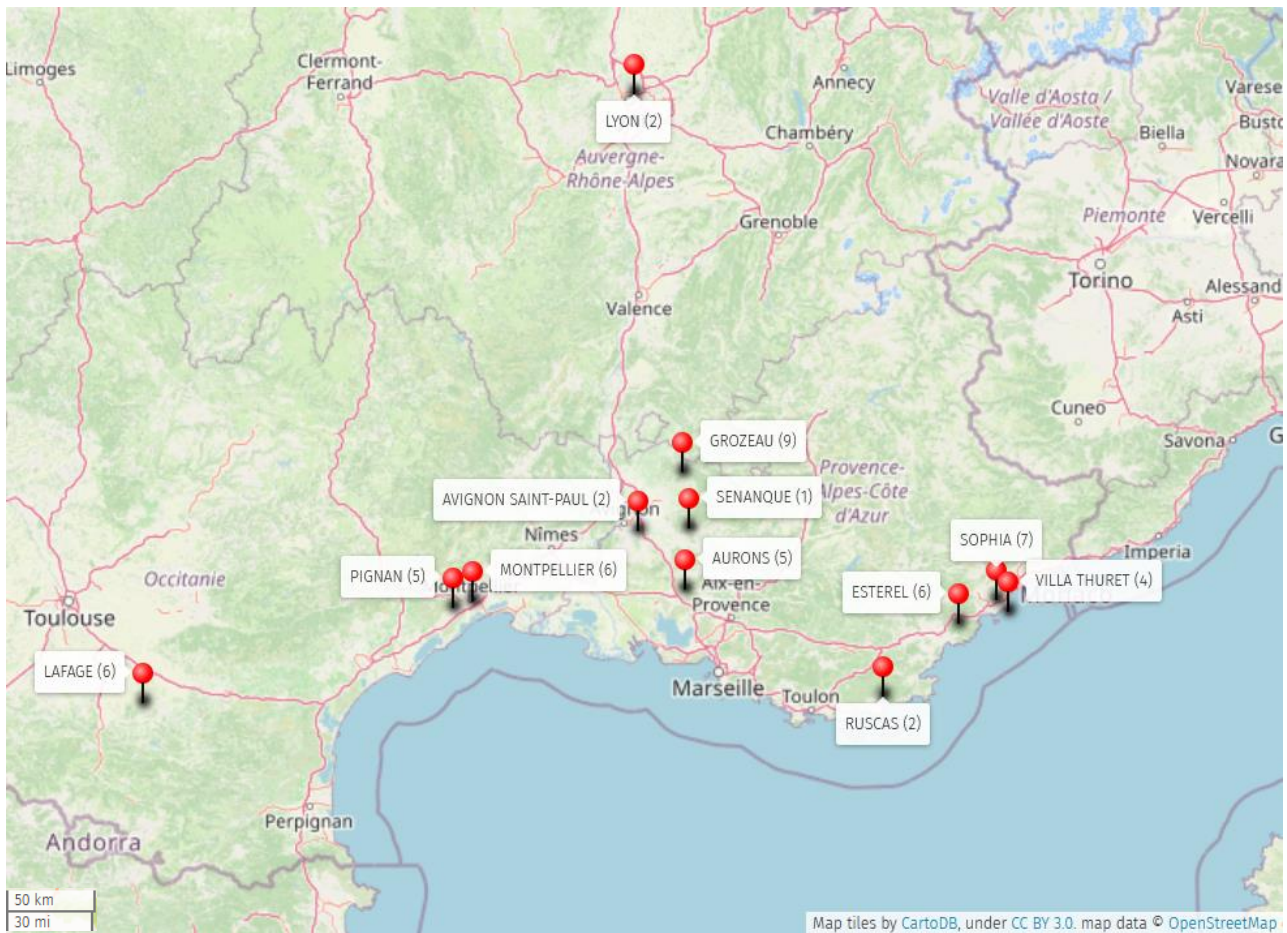 Limoges
Clermont-
Ferrand
LYON (2)
Annecy
Valle d'Aosta /
Vallée d'Aoste
Varese
Biella
Busto
Chambéry
Auvergne-
Rhône-Alpes
Novara
Grenoble
Piemonte
Vercelli
Torino
Valence
Alessand
Asti
Cuneo
Savona
G
GROZEAU (9)
Provence-
Alpes-Côte
d'Azur
AVIGNON SAINT-PAUL (2)
SENANQUE (1)
Avignon
Nîmes
SOPHIA (7)
Imperia
AURONS (5)
PIGNAN (5)
MONTPELLIER (6)
Montpellier
Occitanie
Aix-en-
Provence
ESTEREL (6)
VILLA THURET (4)
Monaco
Toulouse
LAFAGE (6)
Marseille
Toulon
RUSCAS (2)
Perpignan
Andorra
50 km
30 mi
Map tiles by CartoDB, under CC BY 3.0. map data © OpenStreetMap